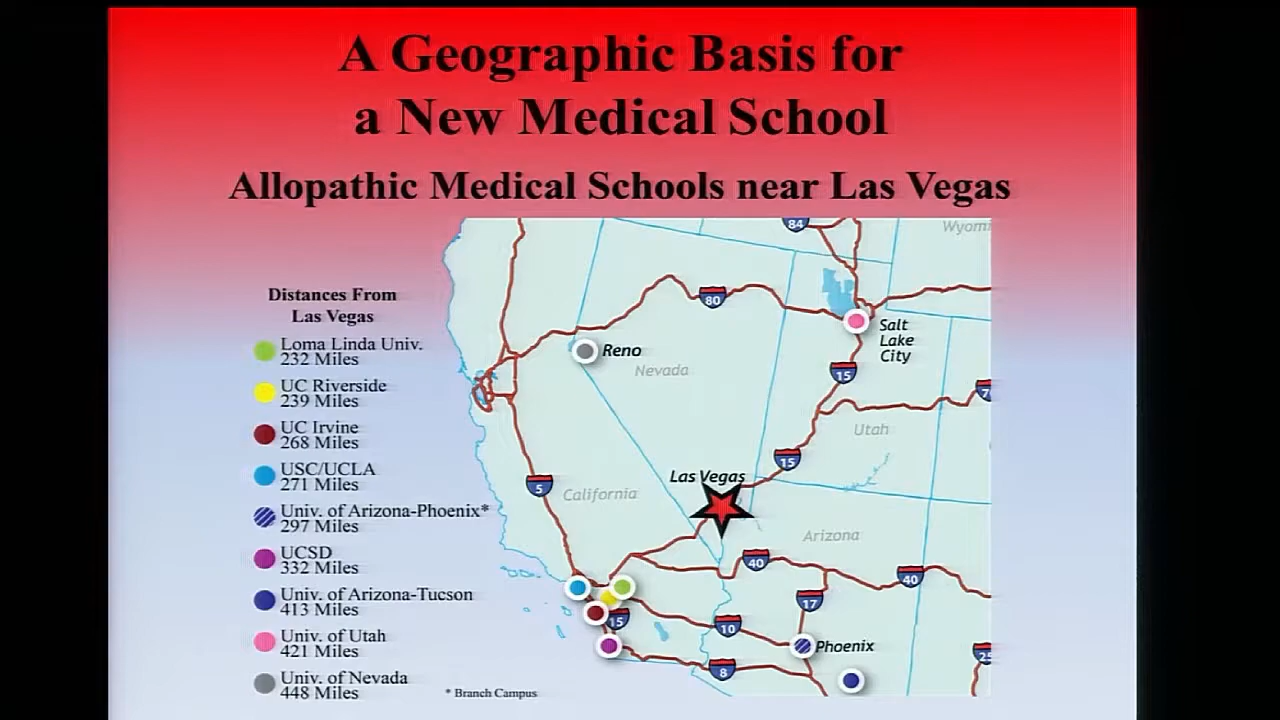 A Geographic Basis for
a New Medical School
Allopathic Medical Schools near Las Vegas
Distances From
Las Vegas
Loma Linda Univ.
232 Miles
UC Riverside
239 Miles
UC Irvine
268 Miles
USC/UCLA
271 Miles
Univ. of Arizona-Phoenix*
297 Miles
UCSD
332 Miles
Univ. of Arizona-Tucson
413 Miles
Univ. of Utah
421 Miles
Univ. of Nevada
448 Miles
* Branch Campus
84
Wyomi
80
Salt
Lake
City
Reno
Nevada
15
7
Utah
15
Las Vegas
5
California
Arizona
40
40
17
15
10
Phoenix
8
25